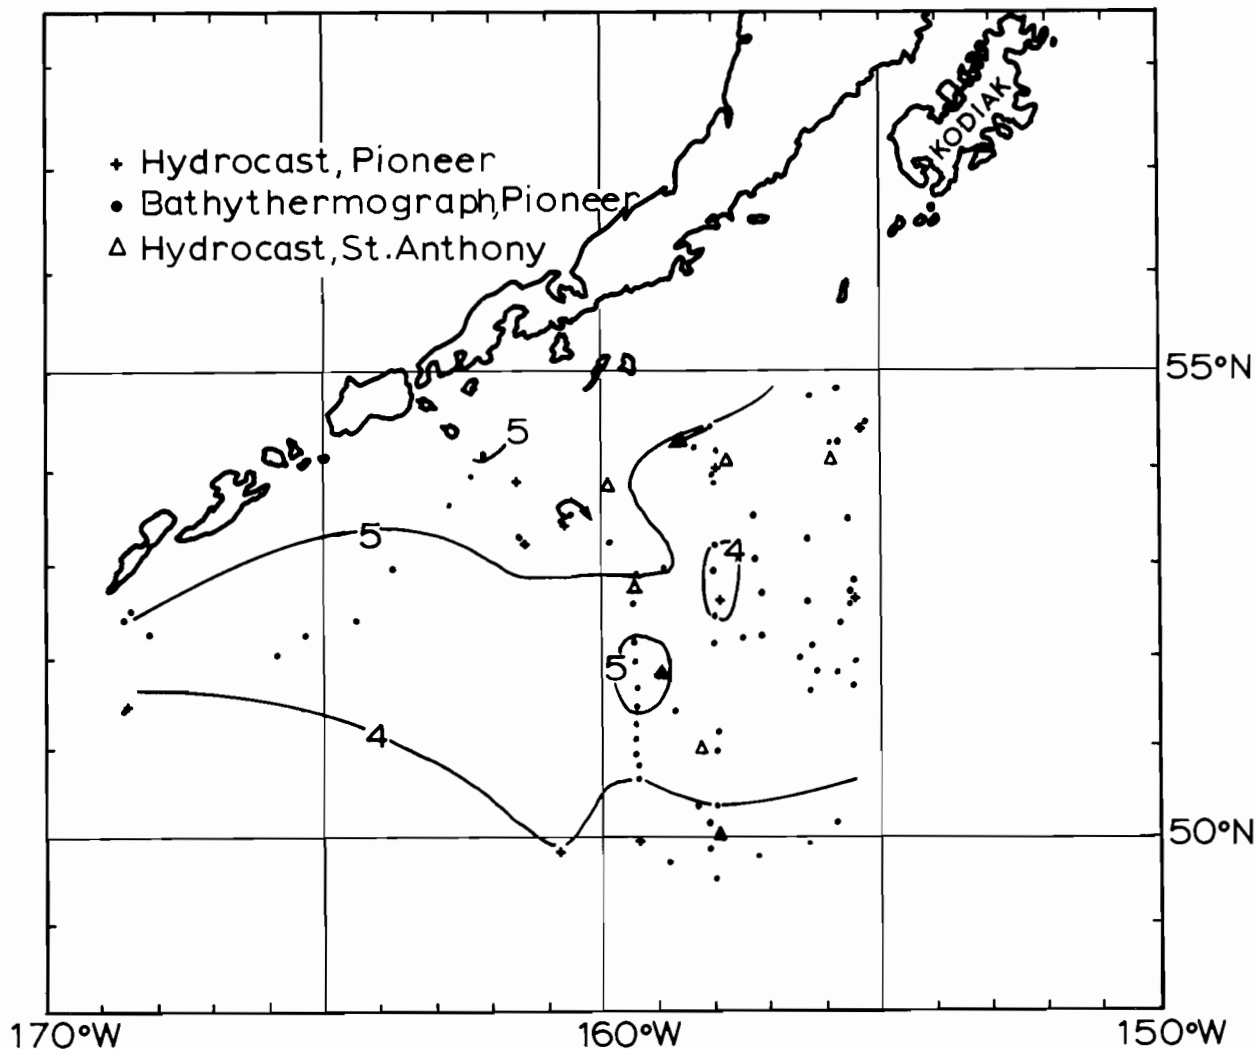 KODIAK
+ Hydrocast, Pioneer
• Bathythermograph, Pioneer
△ Hydrocast, St. Anthony
55°N
5
5
4
5
4
50°N
170°W
160°W
150°W